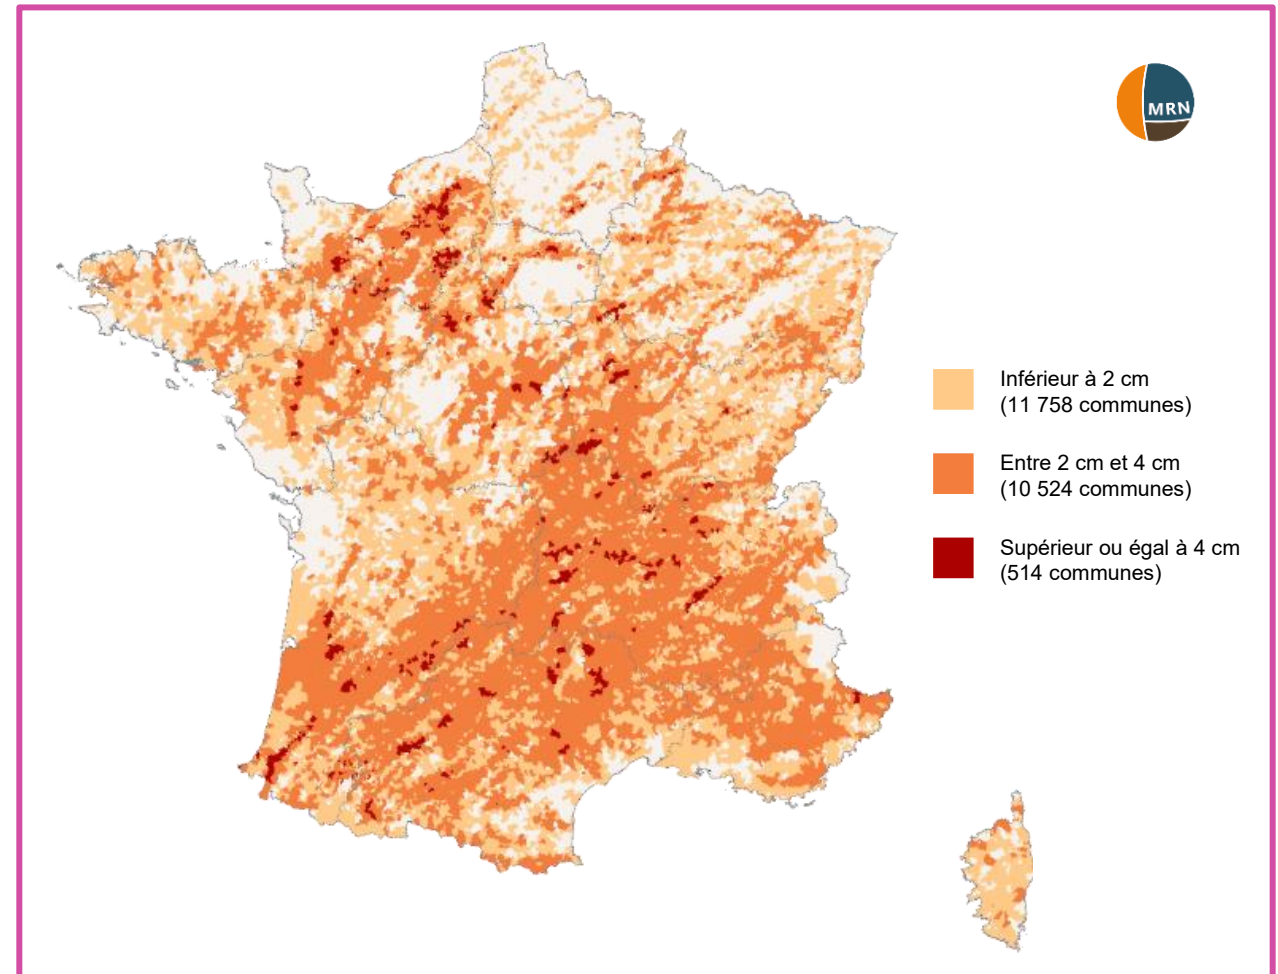 MRN
Inférieur à 2 cm
(11 758 communes)
Entre 2 cm et 4 cm
(10 524 communes)
Supérieur ou égal à 4 cm
(514 communes)